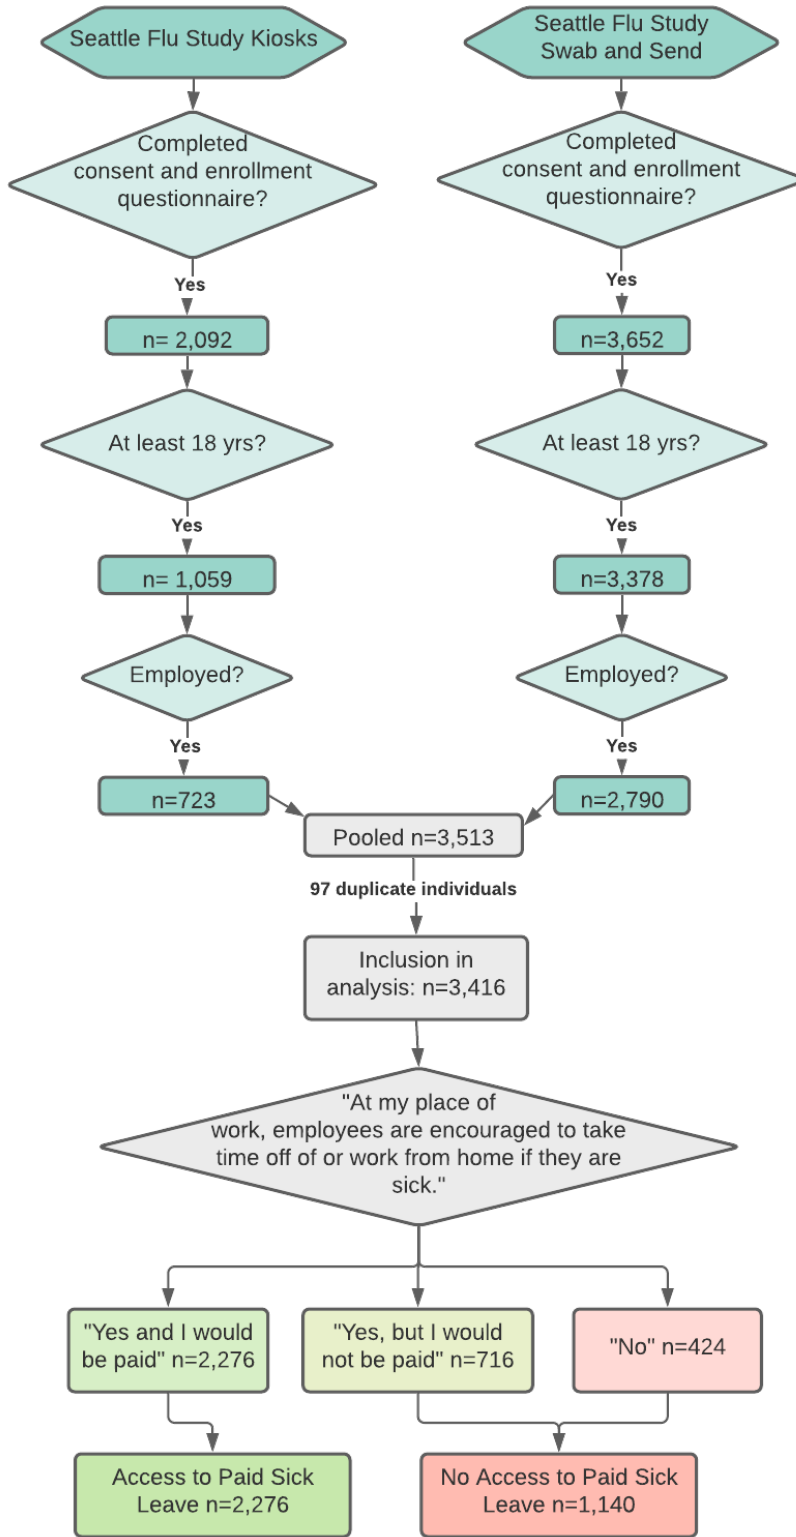 Seattle Flu Study Kiosks
Completed
consent and enrollment
questionnaire?
Yes
n= 2,092
At least 18 yrs?
Yes
n= 1,059
Employed?
Yes
n=723
Seattle Flu Study
Swab and Send
Completed
consent and enrollment
questionnaire?
Yes
n=3,652
At least 18 yrs?
Yes
n=3,378
Employed?
Yes
n=2,790
Pooled n=3,513
97 duplicate individuals
Inclusion in
analysis: n=3,416
"At my place of
work, employees are encouraged to take
time off of or work from home if they are
sick."
"Yes and I would
be paid" n=2,276
"Yes, but I would
not be paid" n=716
"No" n=424
Access to Paid Sick
Leave n=2,276
No Access to Paid Sick
Leave n=1,140